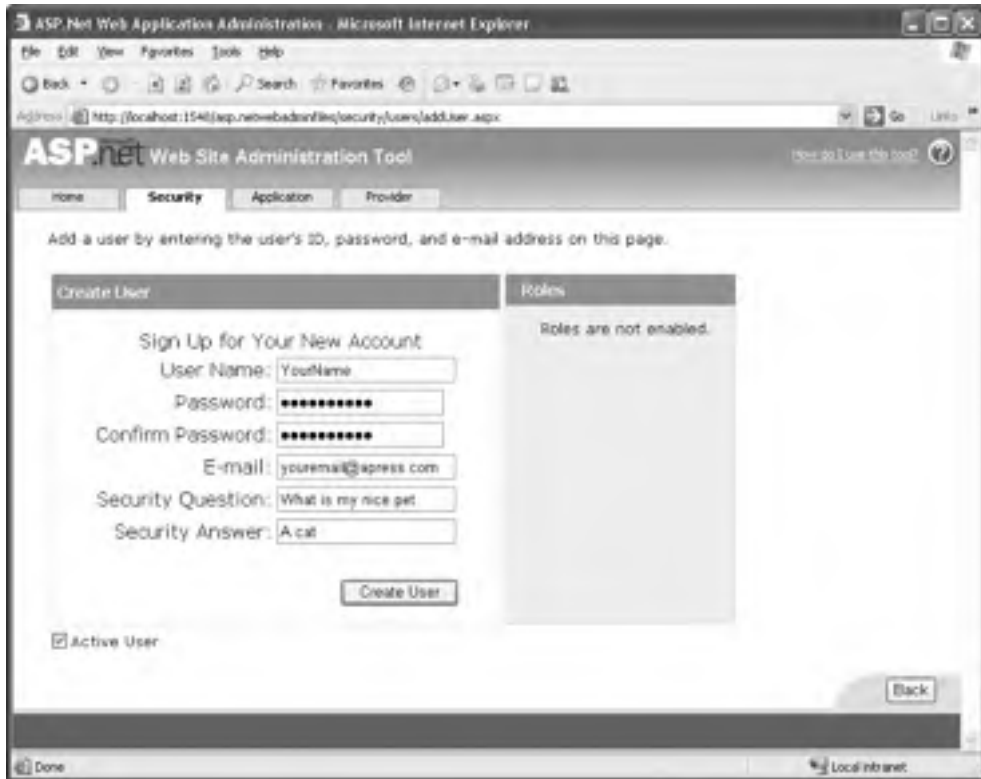 ASP.Net Web Application Administration - Microsoft Internet Explorer
File Edit View Favorites Tools Help
Back Search Favorites
Address http://localhost:1540/asp.netwebadminfiles/security/users/addUser.aspx Go Links
ASP.net Web Site Administration Tool How do I use this tool? ?
Home Security Application Provider
Add a user by entering the user's ID, password, and e-mail address on this page.
Create User
Roles
Sign Up for Your New Account
Roles are not enabled.
User Name: YourName
Password: ●●●●●●●●●●
Confirm Password: ●●●●●●●●●●
E-mail: youremail@apress.com
Security Question: What is my nice pet
Security Answer: A cat
Create User
Active User
Back
Done Local intranet